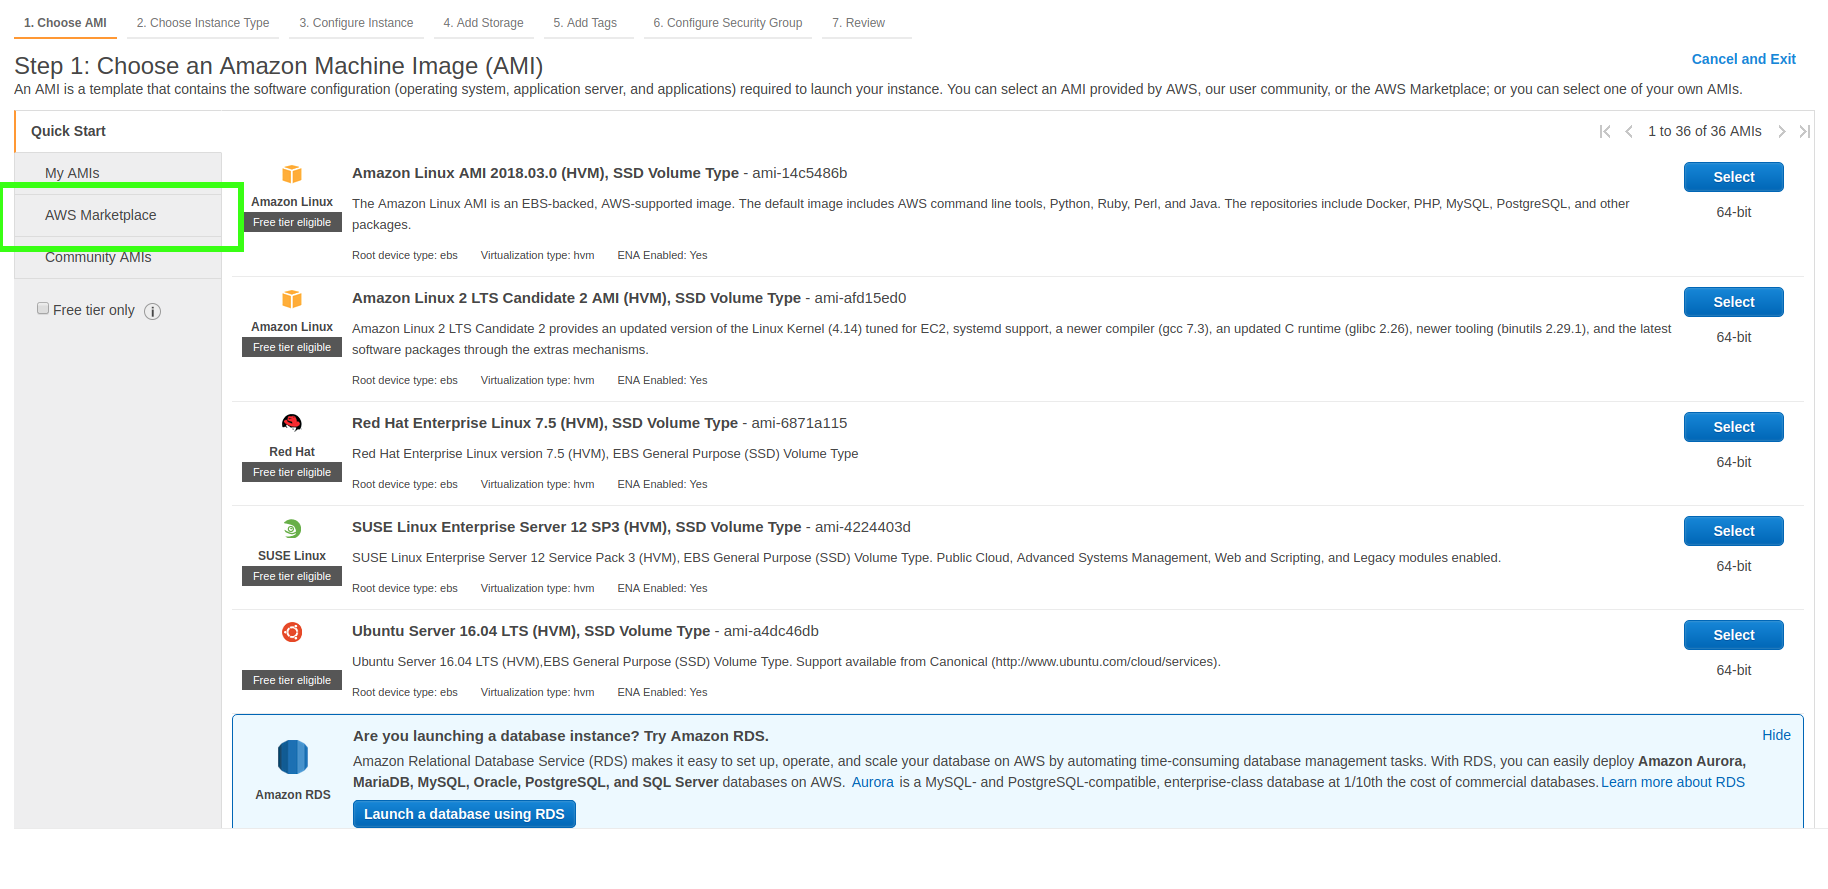 1. Choose AMI 2. Choose Instance Type 3. Configure Instance 4. Add Storage 5. Add Tags 6. Configure Security Group 7. Review
Step 1: Choose an Amazon Machine Image (AMI)
Cancel and Exit
An AMI is a template that contains the software configuration (operating system, application server, and applications) required to launch your instance. You can select an AMI provided by AWS, our user community, or the AWS Marketplace; or you can select one of your own AMIs.
Quick Start
1 to 36 of 36 AMIs
My AMIs
AWS Marketplace
Community AMIs
Free tier only i
Amazon Linux
Free tier eligible
Amazon Linux AMI 2018.03.0 (HVM), SSD Volume Type - ami-14c5486b
The Amazon Linux AMI is an EBS-backed, AWS-supported image. The default image includes AWS command line tools, Python, Ruby, Perl, and Java. The repositories include Docker, PHP, MySQL, PostgreSQL, and other
packages.
Root device type: ebs Virtualization type: hvm ENA Enabled: Yes
Select
64-bit
Amazon Linux
Free tier eligible
Amazon Linux 2 LTS Candidate 2 AMI (HVM), SSD Volume Type - ami-afd15ed0
Amazon Linux 2 LTS Candidate 2 provides an updated version of the Linux Kernel (4.14) tuned for EC2, systemd support, a newer compiler (gcc 7.3), an updated C runtime (glibc 2.26), newer tooling (binutils 2.29.1), and the latest
software packages through the extras mechanisms.
Root device type: ebs Virtualization type: hvm ENA Enabled: Yes
Select
64-bit
Red Hat
Free tier eligible
Red Hat Enterprise Linux 7.5 (HVM), SSD Volume Type - ami-6871a115
Red Hat Enterprise Linux version 7.5 (HVM), EBS General Purpose (SSD) Volume Type
Root device type: ebs Virtualization type: hvm ENA Enabled: Yes
Select
64-bit
SUSE Linux
Free tier eligible
SUSE Linux Enterprise Server 12 SP3 (HVM), SSD Volume Type - ami-4224403d
SUSE Linux Enterprise Server 12 Service Pack 3 (HVM), EBS General Purpose (SSD) Volume Type. Public Cloud, Advanced Systems Management, Web and Scripting, and Legacy modules enabled.
Root device type: ebs Virtualization type: hvm ENA Enabled: Yes
Select
64-bit
Free tier eligible
Ubuntu Server 16.04 LTS (HVM), SSD Volume Type - ami-a4dc46db
Ubuntu Server 16.04 LTS (HVM),EBS General Purpose (SSD) Volume Type. Support available from Canonical (http://www.ubuntu.com/cloud/services).
Root device type: ebs Virtualization type: hvm ENA Enabled: Yes
Select
64-bit
Amazon RDS
Are you launching a database instance? Try Amazon RDS.
Hide
Amazon Relational Database Service (RDS) makes it easy to set up, operate, and scale your database on AWS by automating time-consuming database management tasks. With RDS, you can easily deploy Amazon Aurora,
MariaDB, MySQL, Oracle, PostgreSQL, and SQL Server databases on AWS. Aurora is a MySQL- and PostgreSQL-compatible, enterprise-class database at 1/10th the cost of commercial databases. Learn more about RDS
Launch a database using RDS